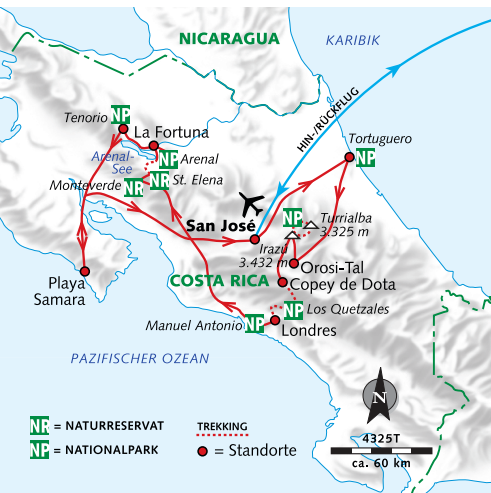 NICARAGUA
KARIBIK
HIN-/RÜCKFLUG
Tenorio NP
La Fortuna
Tortuguero
NP
Arenal-
See
NP Arenal
Monteverde NR
NR St. Elena
San José
NP Turrialba
3.325 m
Irazú
3.432 m
Orosi-Tal
COSTA RICA
Copey de Dota
Playa
Samara
NP Los Quetzales
Manuel Antonio NP
Londres
PAZIFISCHER OZEAN
N
NR = NATURRESERVAT
NP = NATIONALPARK
TREKKING
= Standorte
4325T
ca. 60 km